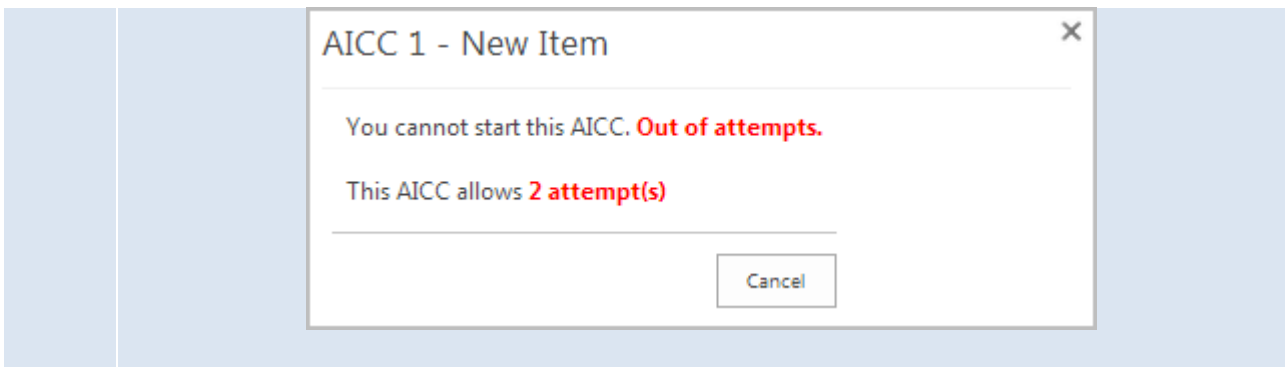 AICC 1 - New Item
You cannot start this AICC. Out of attempts.
This AICC allows 2 attempt(s)
Cancel